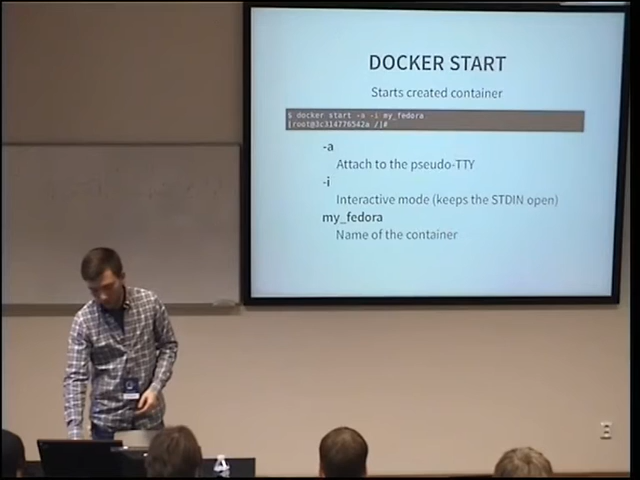 DOCKER START
Starts created container
$ docker start -a -i my_fedora
[root@3c314776542a /]#
-a
Attach to the pseudo-TTY
-i
Interactive mode (keeps the STDIN open)
my_fedora
Name of the container